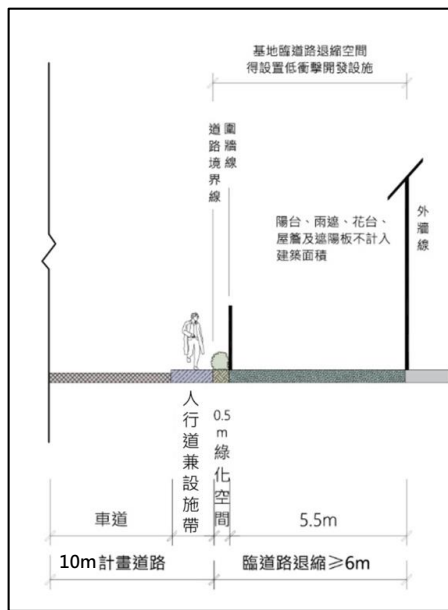 基地臨道路退縮空間
得設置低衝擊開發設施
道路境界線
圍牆線
陽台、雨遮、花台、
屋簷及遮陽板不計入
建築面積
外牆線
人行道兼設施帶
0.5
m
綠化空間
車道
5.5m
10m計畫道路
臨道路退縮≥6m